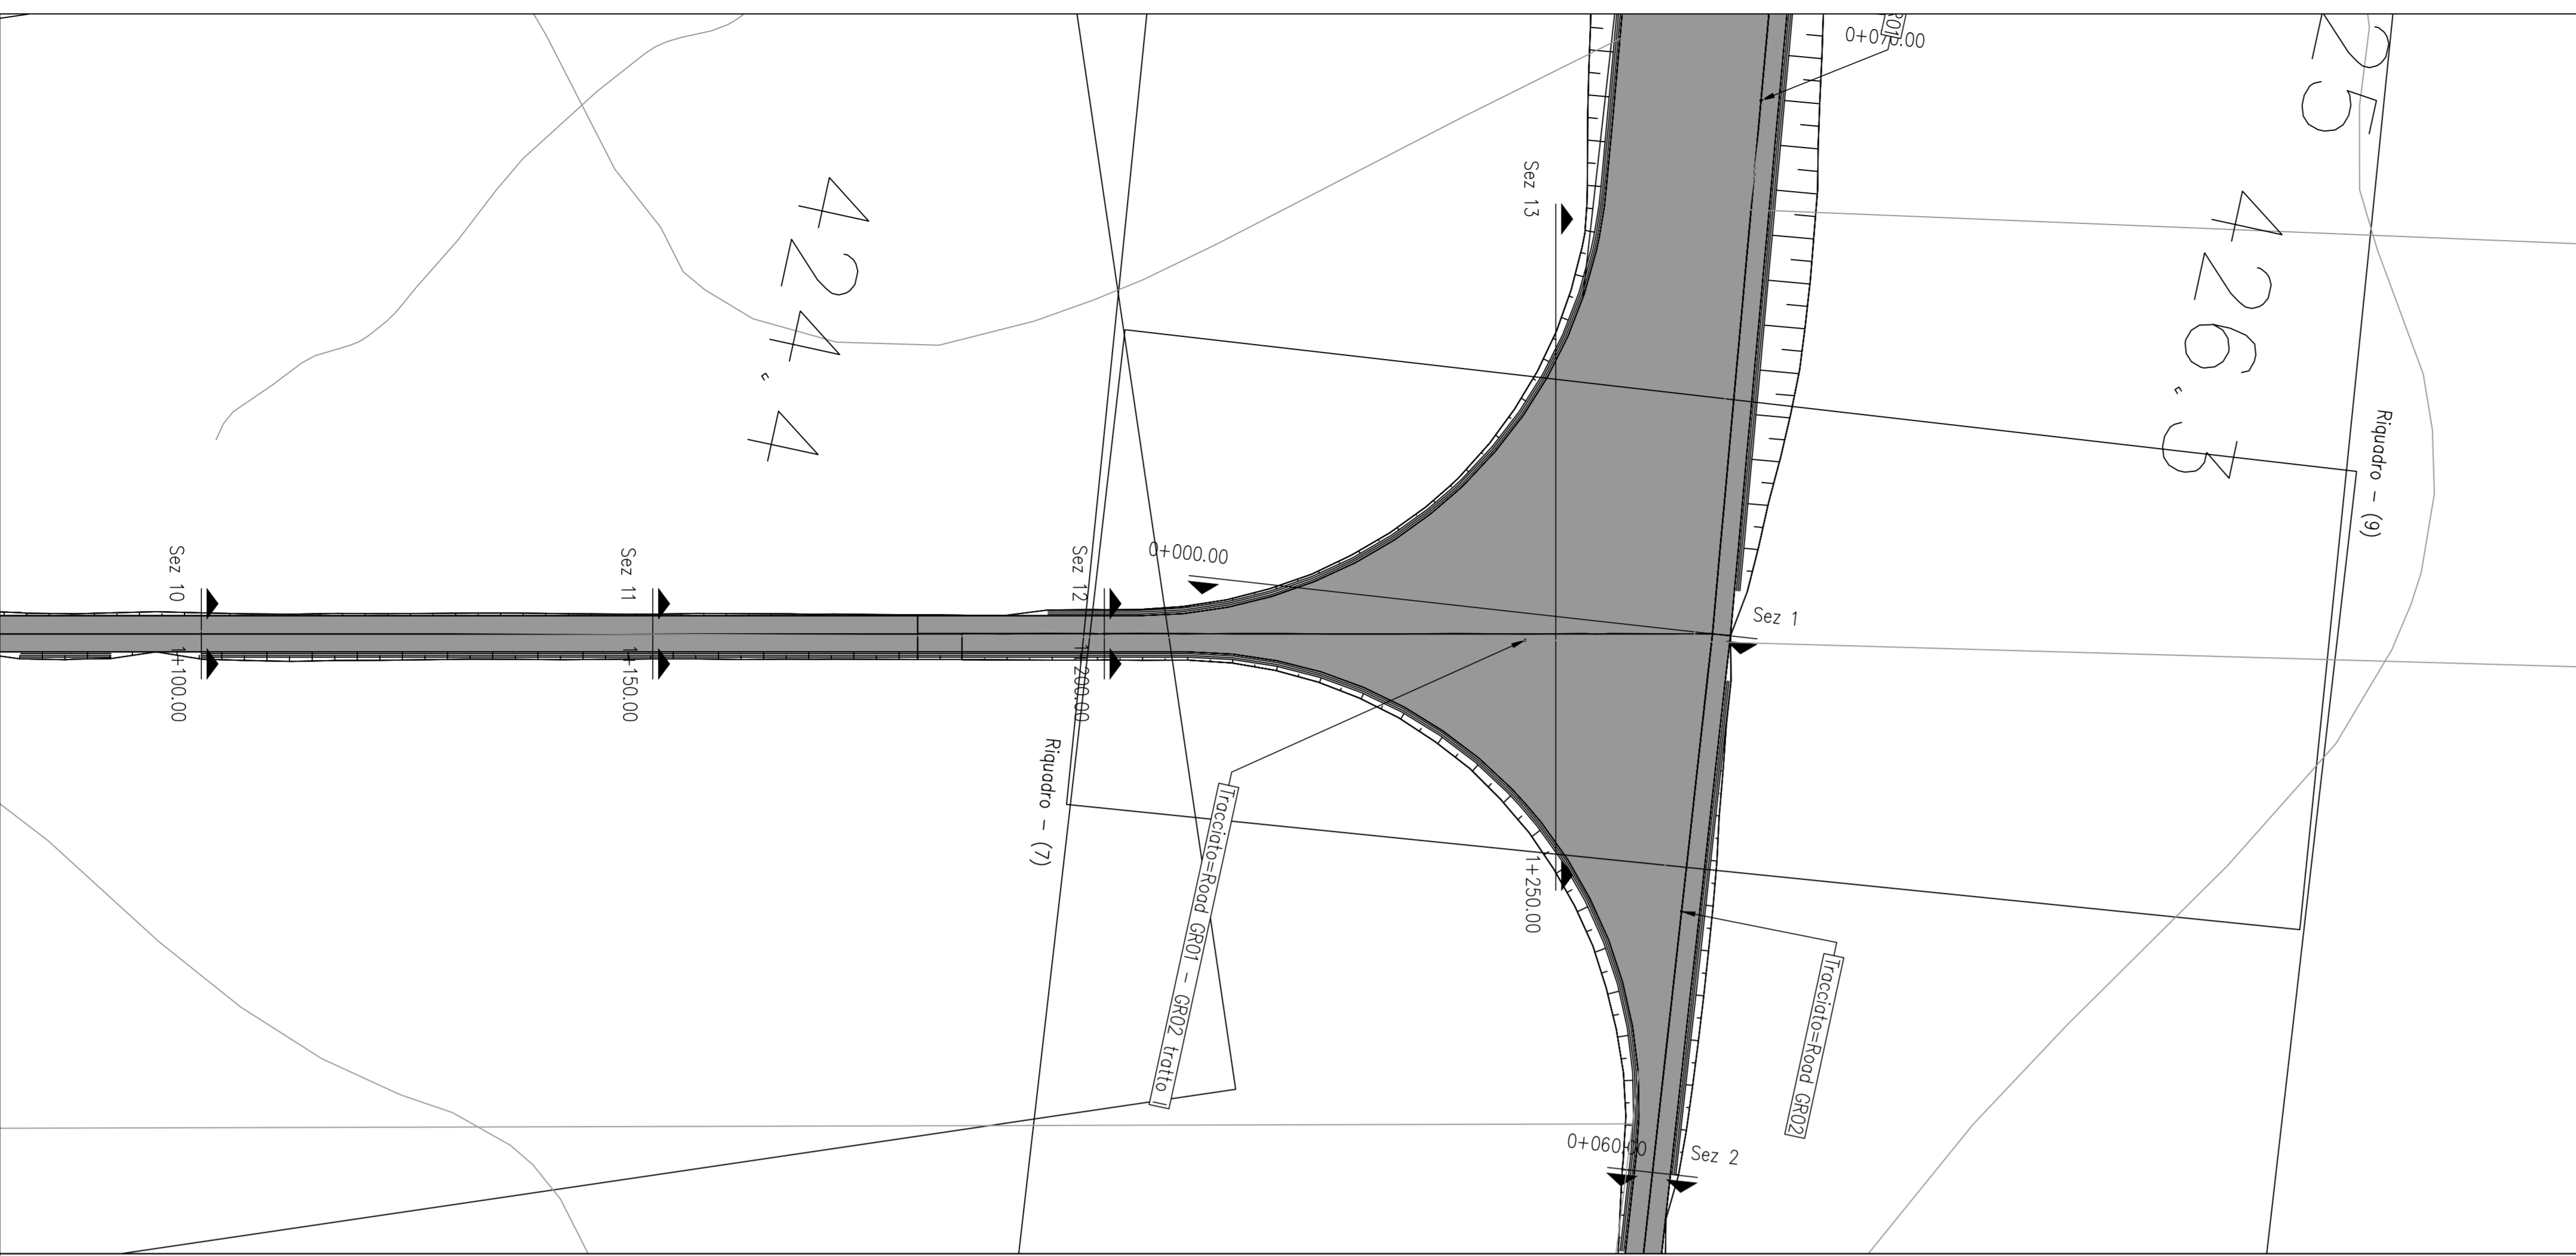 0+070.00
25
Sez 13
424.4
426.3
Riquadro - (9)
Sez 10
Sez 11
Sez 12
0+000.00
Sez 1
1+100.00
1+150.00
1+200.00
Riquadro - (7)
Tracciato=Road GR01 - GR02 tratto I
1+250.00
Tracciato=Road GR02
0+060.00
Sez 2